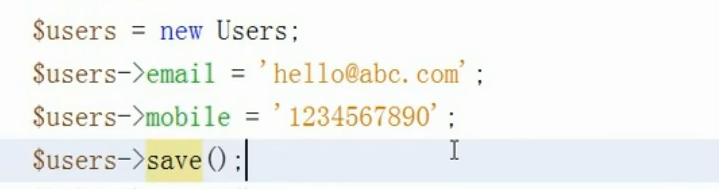 $users = new Users;
$users->email = 'hello@abc.com';
$users->mobile = '1234567890';
$users->save();